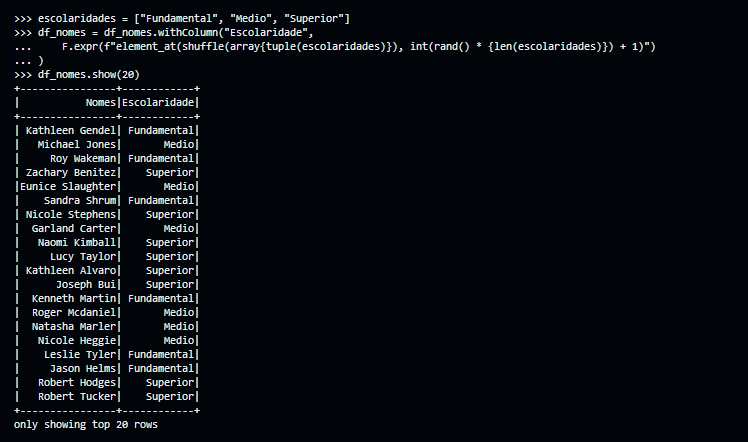 >>> escolaridades = ["Fundamental", "Medio", "Superior"]
>>> df_nomes = df_nomes.withColumn("Escolaridade",
...     F.expr(f"element_at(shuffle(array{tuple(escolaridades)}), int(rand() * {len(escolaridades)}) + 1)")
... )
>>> df_nomes.show(20)
+----------------+------------+
|           Nomes|Escolaridade|
+----------------+------------+
| Kathleen Gendel| Fundamental|
|   Michael Jones|       Medio|
|     Roy Wakeman| Fundamental|
| Zachary Benitez|    Superior|
|Eunice Slaughter|       Medio|
|    Sandra Shrum| Fundamental|
| Nicole Stephens|    Superior|
|  Garland Carter|       Medio|
|   Naomi Kimball|    Superior|
|     Lucy Taylor|    Superior|
| Kathleen Alvaro|    Superior|
|      Joseph Bui|    Superior|
|  Kenneth Martin| Fundamental|
|  Roger Mcdaniel|       Medio|
|  Natasha Marler|       Medio|
|   Nicole Heggie|       Medio|
|    Leslie Tyler| Fundamental|
|     Jason Helms| Fundamental|
|   Robert Hodges|    Superior|
|   Robert Tucker|    Superior|
+----------------+------------+
only showing top 20 rows